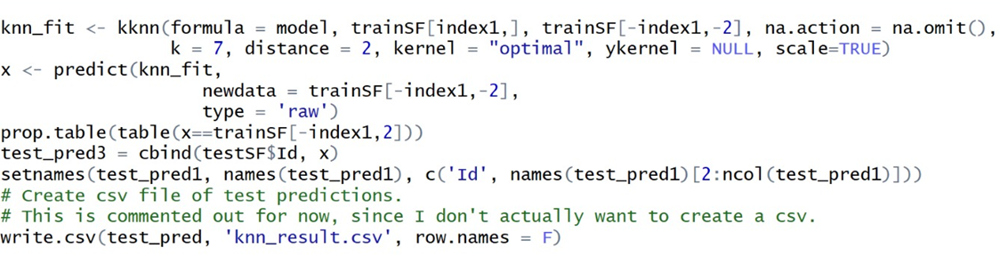 knn_fit <- kknn(formula = model, trainSF[index1,], trainSF[-index1,-2], na.action = na.omit(),
k = 7, distance = 2, kernel = "optimal", ykernel = NULL, scale=TRUE)
x <- predict(knn_fit,
newdata = trainSF[-index1,-2],
type = 'raw')
prop.table(table(x==trainSF[-index1,2]))
test_pred3 = cbind(testSF$Id, x)
setnames(test_pred1, names(test_pred1), c('Id', names(test_pred1)[2:ncol(test_pred1)]))
# Create csv file of test predictions.
# This is commented out for now, since I don't actually want to create a csv.
write.csv(test_pred, 'knn_result.csv', row.names = F)